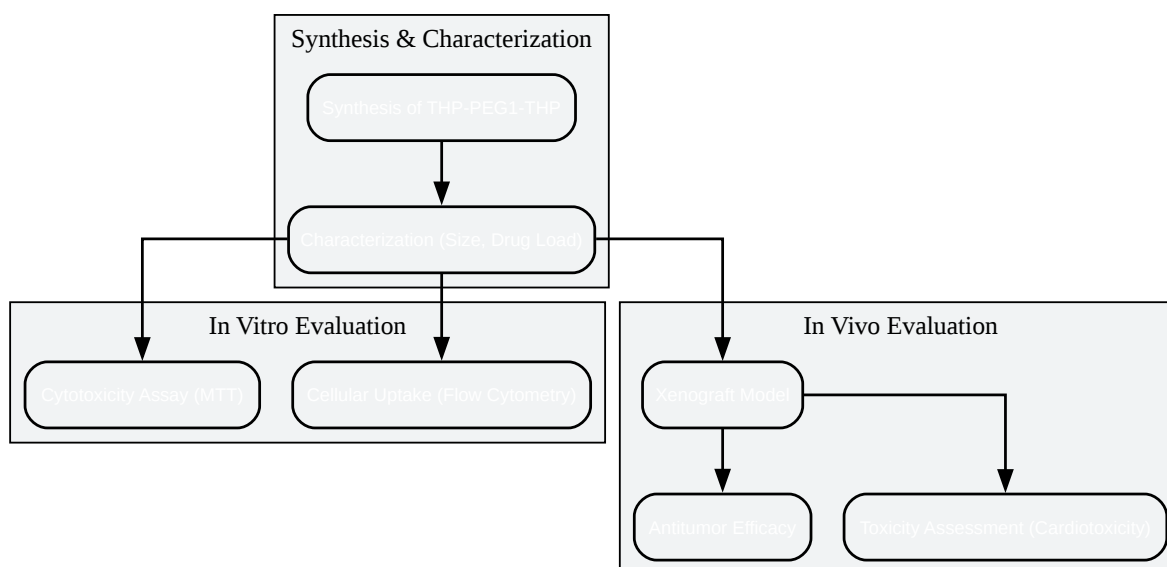 Synthesis & Characterization
Synthesis of THP-PEG1-THP
Characterization (Size, Drug Load)
In Vitro Evaluation
Cytotoxicity Assay (MTT)
Cellular Uptake (Flow Cytometry)
In Vivo Evaluation
Xenograft Model
Antitumor Efficacy
Toxicity Assessment (Cardiotoxicity)